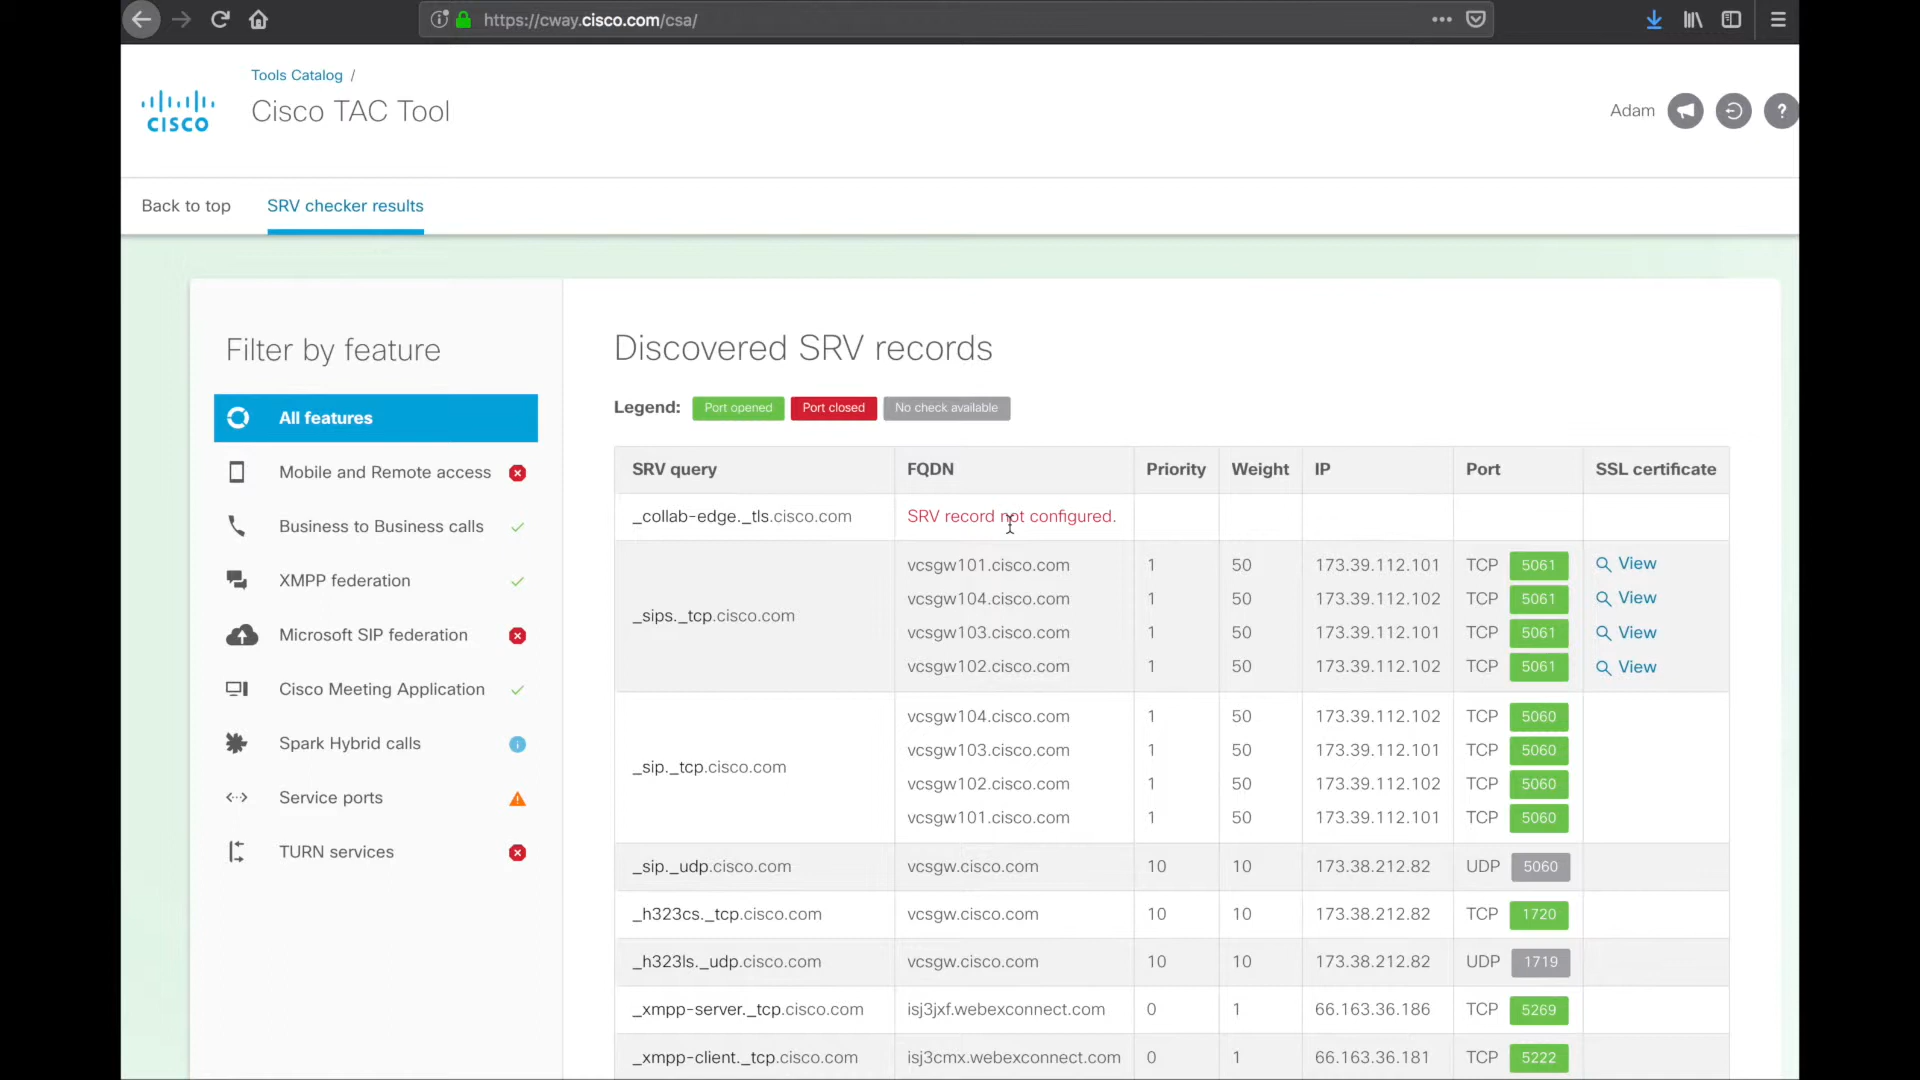 https://cway.cisco.com/csa/
Tools Catalog /
CISCO
Cisco TAC Tool
Adam
?
Back to top
SRV checker results
Filter by feature
All features
Mobile and Remote access
Business to Business calls
XMPP federation
Microsoft SIP federation
Cisco Meeting Application
Spark Hybrid calls
Service ports
TURN services
Discovered SRV records
Legend: Port opened Port closed No check available
SRV query FQDN Priority Weight IP Port SSL certificate
_collab-edge._tls.cisco.com SRV record not configured.
_sips._tcp.cisco.com
vcsgw101.cisco.com 1 50 173.39.112.101 TCP 5061 View
vcsgw104.cisco.com 1 50 173.39.112.102 TCP 5061 View
vcsgw103.cisco.com 1 50 173.39.112.101 TCP 5061 View
vcsgw102.cisco.com 1 50 173.39.112.102 TCP 5061 View
_sip._tcp.cisco.com
vcsgw104.cisco.com 1 50 173.39.112.102 TCP 5060
vcsgw103.cisco.com 1 50 173.39.112.101 TCP 5060
vcsgw102.cisco.com 1 50 173.39.112.102 TCP 5060
vcsgw101.cisco.com 1 50 173.39.112.101 TCP 5060
_sip._udp.cisco.com vcsgw.cisco.com 10 10 173.38.212.82 UDP 5060
_h323cs._tcp.cisco.com vcsgw.cisco.com 10 10 173.38.212.82 TCP 1720
_h323ls._udp.cisco.com vcsgw.cisco.com 10 10 173.38.212.82 UDP 1719
_xmpp-server._tcp.cisco.com isj3jxf.webexconnect.com 0 1 66.163.36.186 TCP 5269
_xmpp-client._tcp.cisco.com isj3cmx.webexconnect.com 0 1 66.163.36.181 TCP 5222